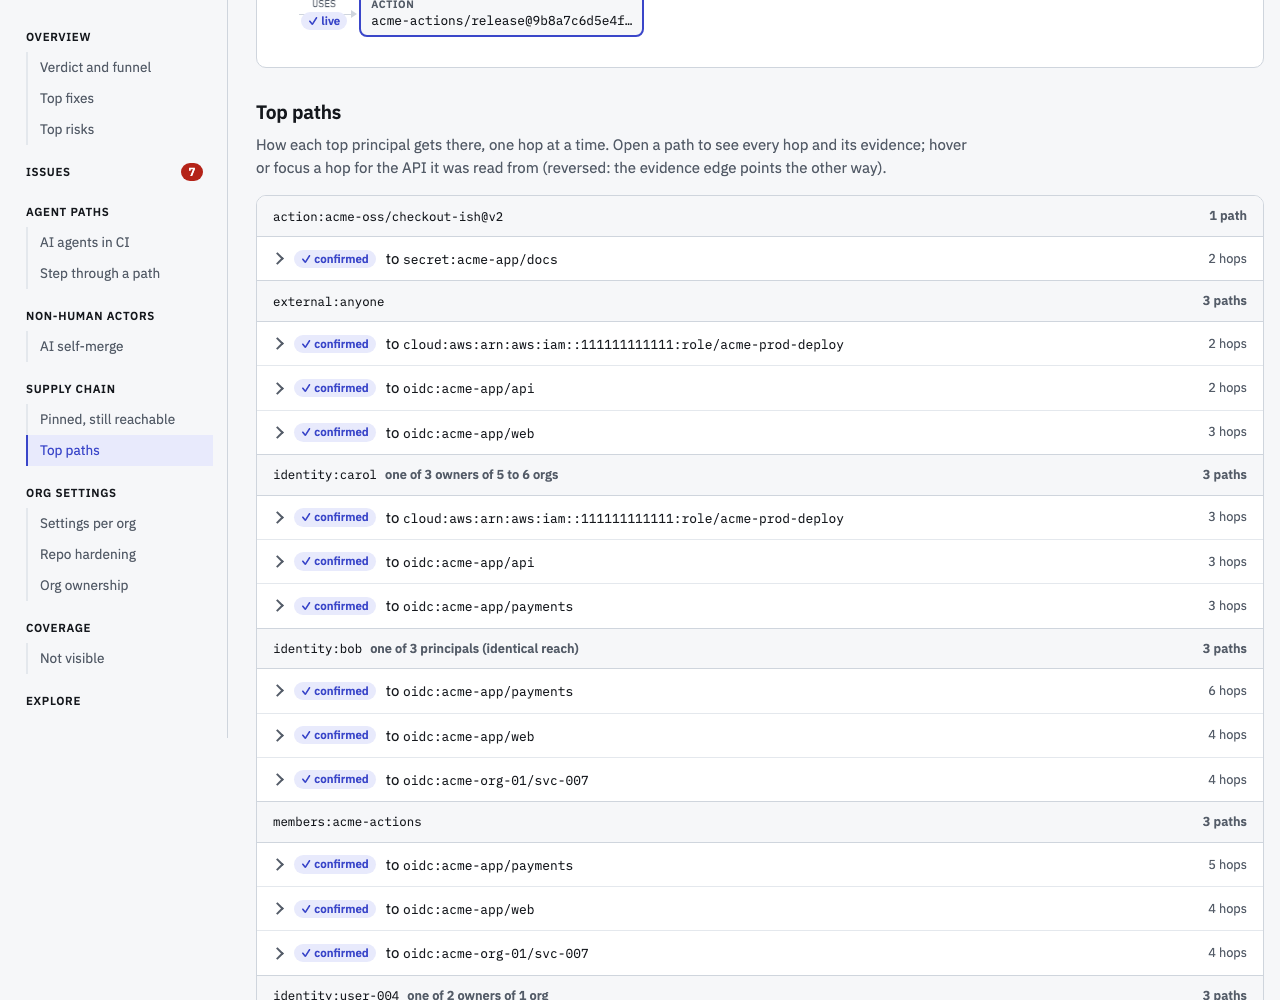 OVERVIEW
Verdict and funnel
Top fixes
Top risks
ISSUES 7
AGENT PATHS
AI agents in CI
Step through a path
NON-HUMAN ACTORS
AI self-merge
SUPPLY CHAIN
Pinned, still reachable
Top paths
ORG SETTINGS
Settings per org
Repo hardening
Org ownership
COVERAGE
Not visible
EXPLORE
USES
✓ live
ACTION
acme-actions/release@9b8a7c6d5e4f…
Top paths
How each top principal gets there, one hop at a time. Open a path to see every hop and its evidence; hover
or focus a hop for the API it was read from (reversed: the evidence edge points the other way).
action:acme-oss/checkout-ish@v2 1 path
✓ confirmed to secret:acme-app/docs 2 hops
external:anyone 3 paths
✓ confirmed to cloud:aws:arn:aws:iam::111111111111:role/acme-prod-deploy 2 hops
✓ confirmed to oidc:acme-app/api 2 hops
✓ confirmed to oidc:acme-app/web 3 hops
identity:carol one of 3 owners of 5 to 6 orgs 3 paths
✓ confirmed to cloud:aws:arn:aws:iam::111111111111:role/acme-prod-deploy 3 hops
✓ confirmed to oidc:acme-app/api 3 hops
✓ confirmed to oidc:acme-app/payments 3 hops
identity:bob one of 3 principals (identical reach) 3 paths
✓ confirmed to oidc:acme-app/payments 6 hops
✓ confirmed to oidc:acme-app/web 4 hops
✓ confirmed to oidc:acme-org-01/svc-007 4 hops
members:acme-actions 3 paths
✓ confirmed to oidc:acme-app/payments 5 hops
✓ confirmed to oidc:acme-app/web 4 hops
✓ confirmed to oidc:acme-org-01/svc-007 4 hops
identity:user-004 one of 2 owners of 1 org 3 paths